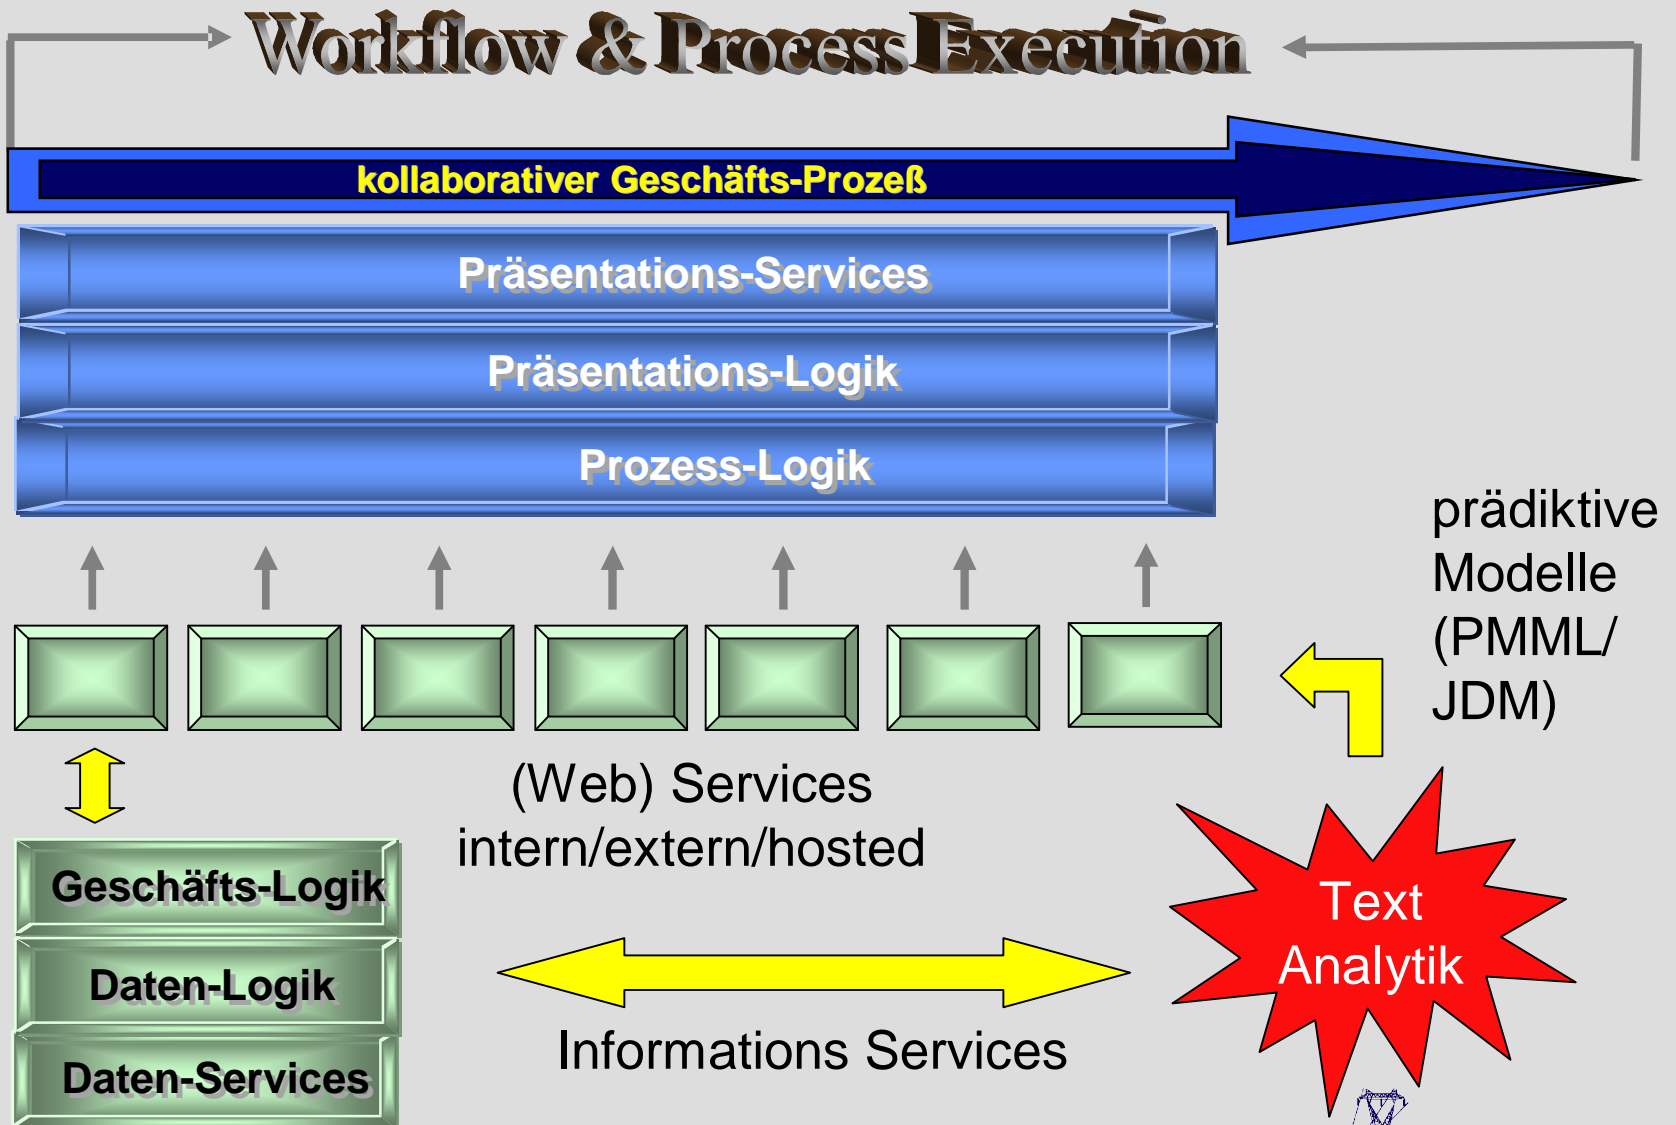 Workflow & Process Execution
kollaborativer Geschäfts-Prozeß
Präsentations-Services
Präsentations-Logik
Prozess-Logik
prädiktive
Modelle
(PMML/
JDM)
(Web) Services
intern/extern/hosted
Geschäfts-Logik
Daten-Logik
Daten-Services
Informations Services
Text
Analytik